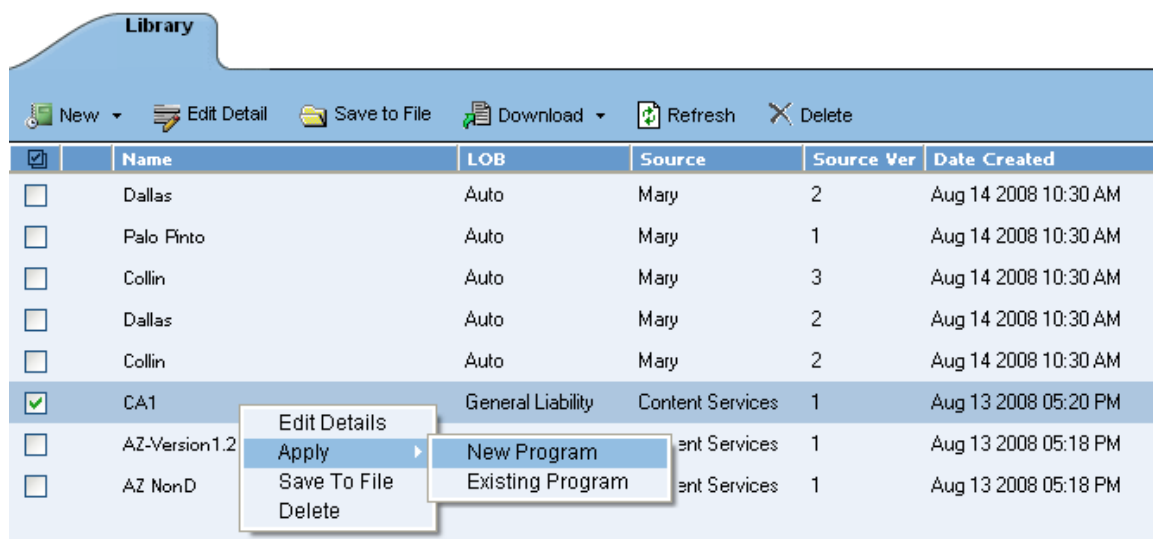 Library
New Edit Detail Save to File Download Refresh Delete
Name LOB Source Source Ver Date Created
Dallas Auto Mary 2 Aug 14 2008 10:30 AM
Palo Pinto Auto Mary 1 Aug 14 2008 10:30 AM
Collin Auto Mary 3 Aug 14 2008 10:30 AM
Dallas Auto Mary 2 Aug 14 2008 10:30 AM
Collin Auto Mary 2 Aug 14 2008 10:30 AM
CA1 General Liability Content Services 1 Aug 13 2008 05:20 PM
Edit Details
AZ-Version1.2 Apply New Program ent Services 1 Aug 13 2008 05:18 PM
AZ NonD Save To File Existing Program ent Services 1 Aug 13 2008 05:18 PM
Delete